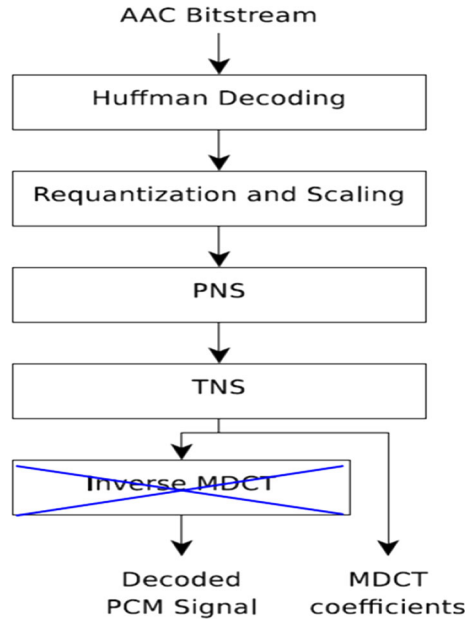 AAC Bitstream
Huffman Decoding
Requantization and Scaling
PNS
TNS
Inverse MDCT
Decoded
PCM Signal
MDCT
coefficients